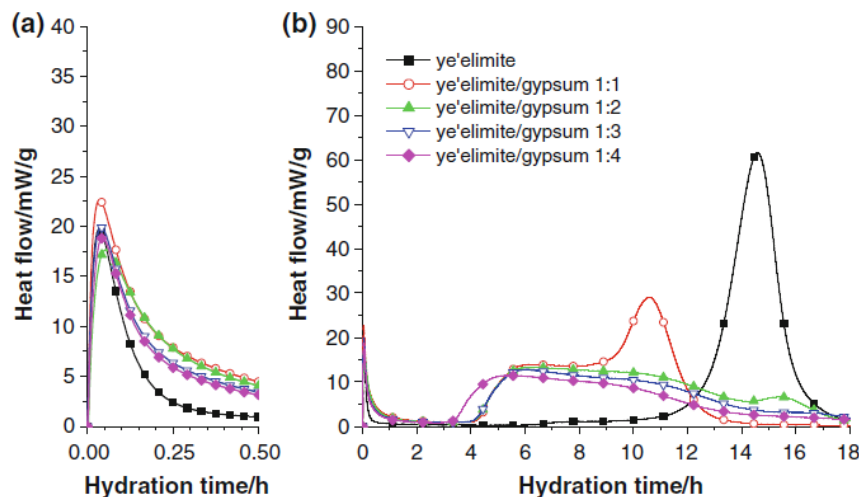 (a)
40
35
30
25
20
15
10
5
0
Heat flow/mW/g
0.00 0.25 0.50
Hydration time/h
(b)
90
80
70
60
50
40
30
20
10
0
Heat flow/mW/g
ye'elimite
ye'elimite/gypsum 1:1
ye'elimite/gypsum 1:2
ye'elimite/gypsum 1:3
ye'elimite/gypsum 1:4
0 2 4 6 8 10 12 14 16 18
Hydration time/h